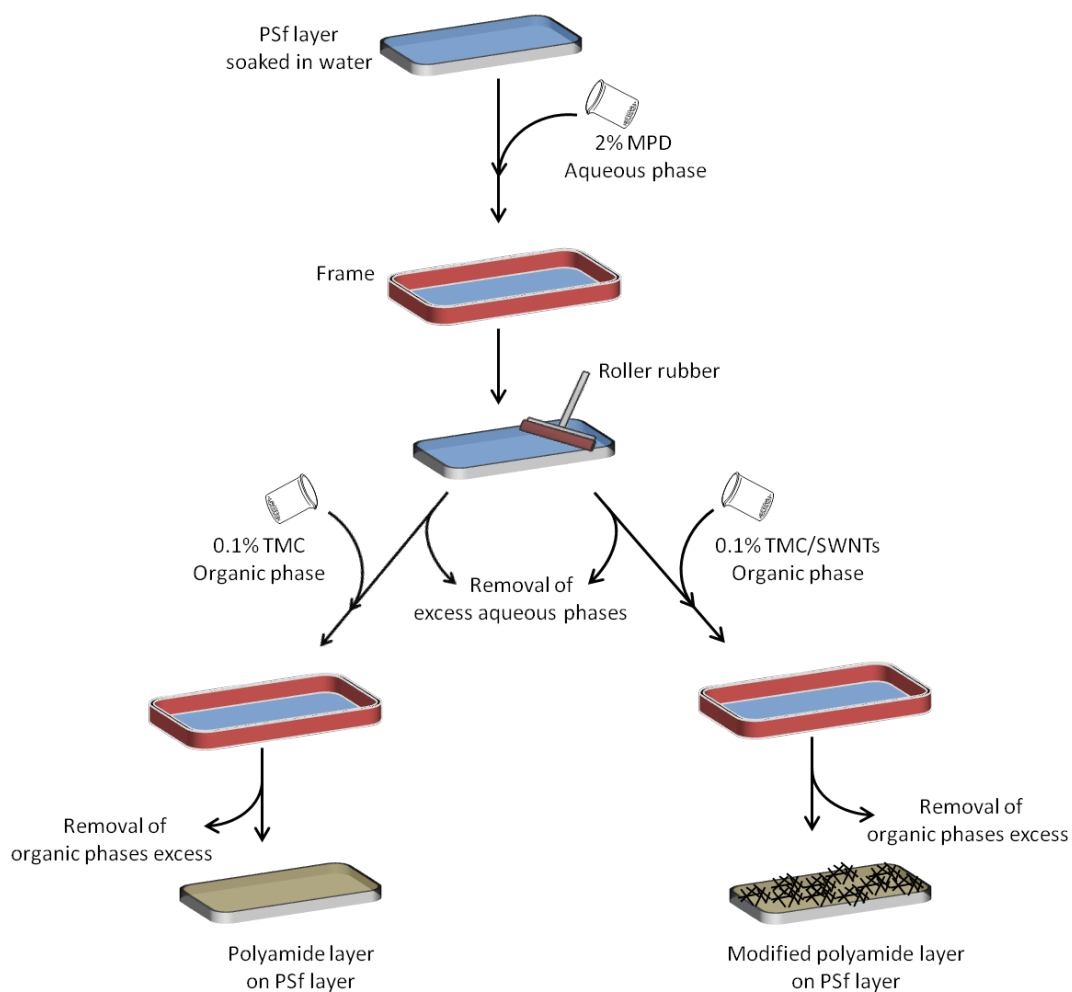 PSf layer
soaked in water
2% MPD
Aqueous phase
Frame
Roller rubber
0.1% TMC
Organic phase
0.1% TMC/SWNTs
Organic phase
Removal of
excess aqueous phases
Removal of
organic phases excess
Removal of
organic phases excess
Polyamide layer
on PSf layer
Modified polyamide layer
on PSf layer